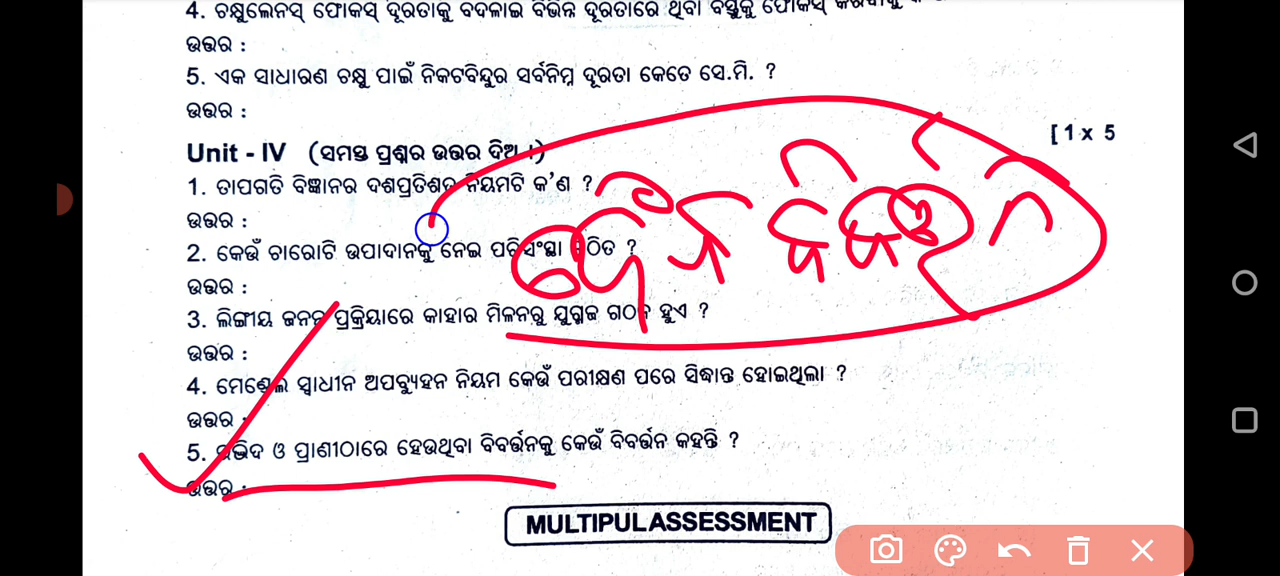 4. ଚକ୍ଷୁଲେନସ୍ ଫୋକସ୍ ଦୂରତାକୁ ବଦଳାଇ ବିଭିନ୍ନ ଦୂରତାରେ ଥିବା ବସ୍ତୁକୁ ଫୋକସ୍
ଉତ୍ତର :
5. ଏକ ସାଧାରଣ ଚକ୍ଷୁ ପାଇଁ ନିକଟବିନ୍ଦୁର ସର୍ବନିମ୍ନ ଦୂରତା କେତେ ସେ.ମି. ?
ଉତ୍ତର :
[ 1 x 5
Unit - IV (ସମସ୍ତ ପ୍ରଶ୍ନର ଉତ୍ତର ଦିଅ ।)
1. ତାପଗତି ବିଜ୍ଞାନର ଦଶପ୍ରତିଶତ ନିୟମଟି କ'ଣ ?
ଉତ୍ତର :
2. କେଉଁ ଚାରୋଟି ଉପାଦାନକୁ ନେଇ ପରିସଂସ୍ଥା ଗଠିତ ?
ଉତ୍ତର :
3. ଲିଙ୍ଗୀୟ ଜନନ ପ୍ରକ୍ରିୟାରେ କାହାର ମିଳନରୁ ଯୁଗ୍ମଜ ଗଠନ ହୁଏ ?
ଉତ୍ତର :
4. ମେଣ୍ଡେଲ ସ୍ୱାଧୀନ ଅପବ୍ୟୁହନ ନିୟମ କେଉଁ ପରୀକ୍ଷଣ ପରେ ସିଦ୍ଧାନ୍ତ ହୋଇଥିଲା ?
ଉତ୍ତର :
5. ଉଦ୍ଭିଦ ଓ ପ୍ରାଣୀଠାରେ ହେଉଥିବା ବିବର୍ତ୍ତନକୁ କେଉଁ ବିବର୍ତ୍ତନ କହନ୍ତି ?
ଉତ୍ତର :
MULTIPUL ASSESSMENT